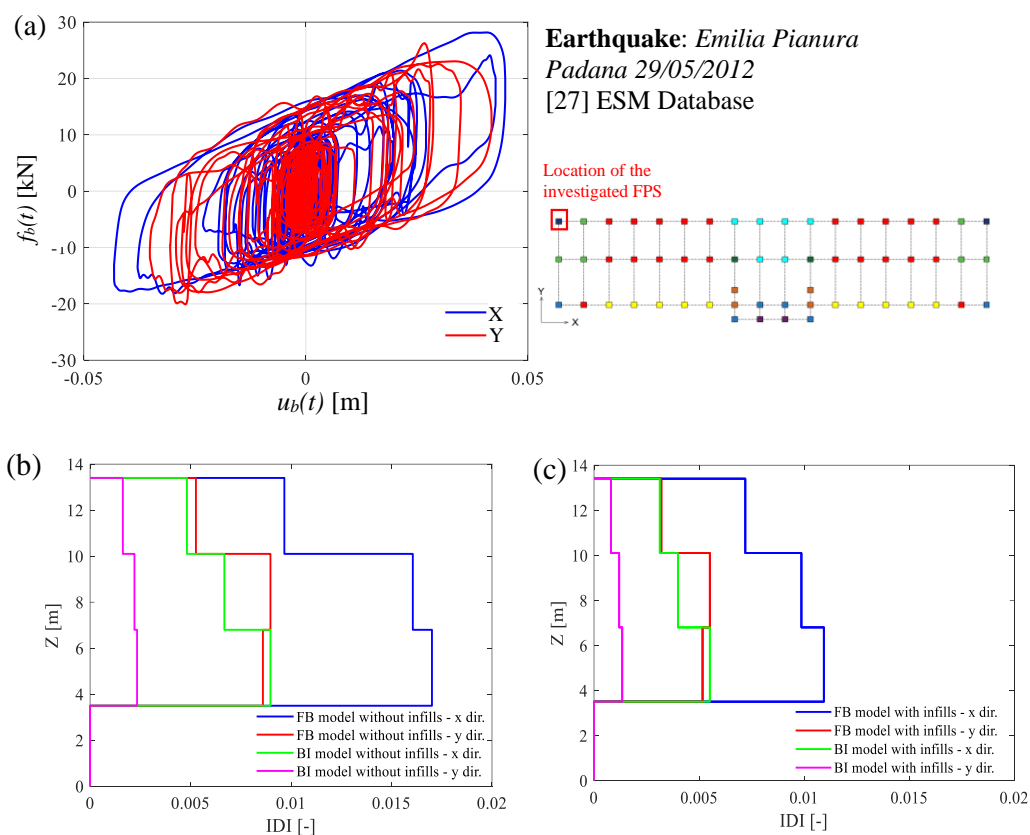 (a)
30
20
10
0
-10
-20
-30
-0.05
0
0.05
f_b(t) [kN]
u_b(t) [m]
X
Y
Earthquake: Emilia Pianura
Padana 29/05/2012
[27] ESM Database
Location of the
investigated FPS
Y
X
(b)
14
12
10
8
6
4
2
0
Z [m]
FB model without infills - x dir.
FB model without infills - y dir.
BI model without infills - x dir.
BI model without infills - y dir.
0
0.005
0.01
0.015
0.02
IDI [-]
(c)
14
12
10
8
6
4
2
0
Z [m]
FB model with infills - x dir.
FB model with infills - y dir.
BI model with infills - x dir.
BI model with infills - y dir.
0
0.005
0.01
0.015
0.02
IDI [-]